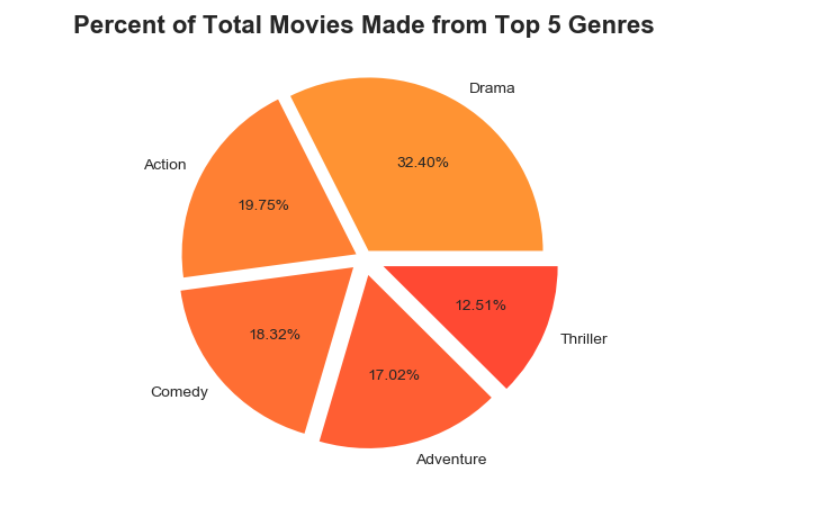 Percent of Total Movies Made from Top 5 Genres
Drama
32.40%
Action
19.75%
12.51%
Thriller
18.32%
17.02%
Comedy
Adventure